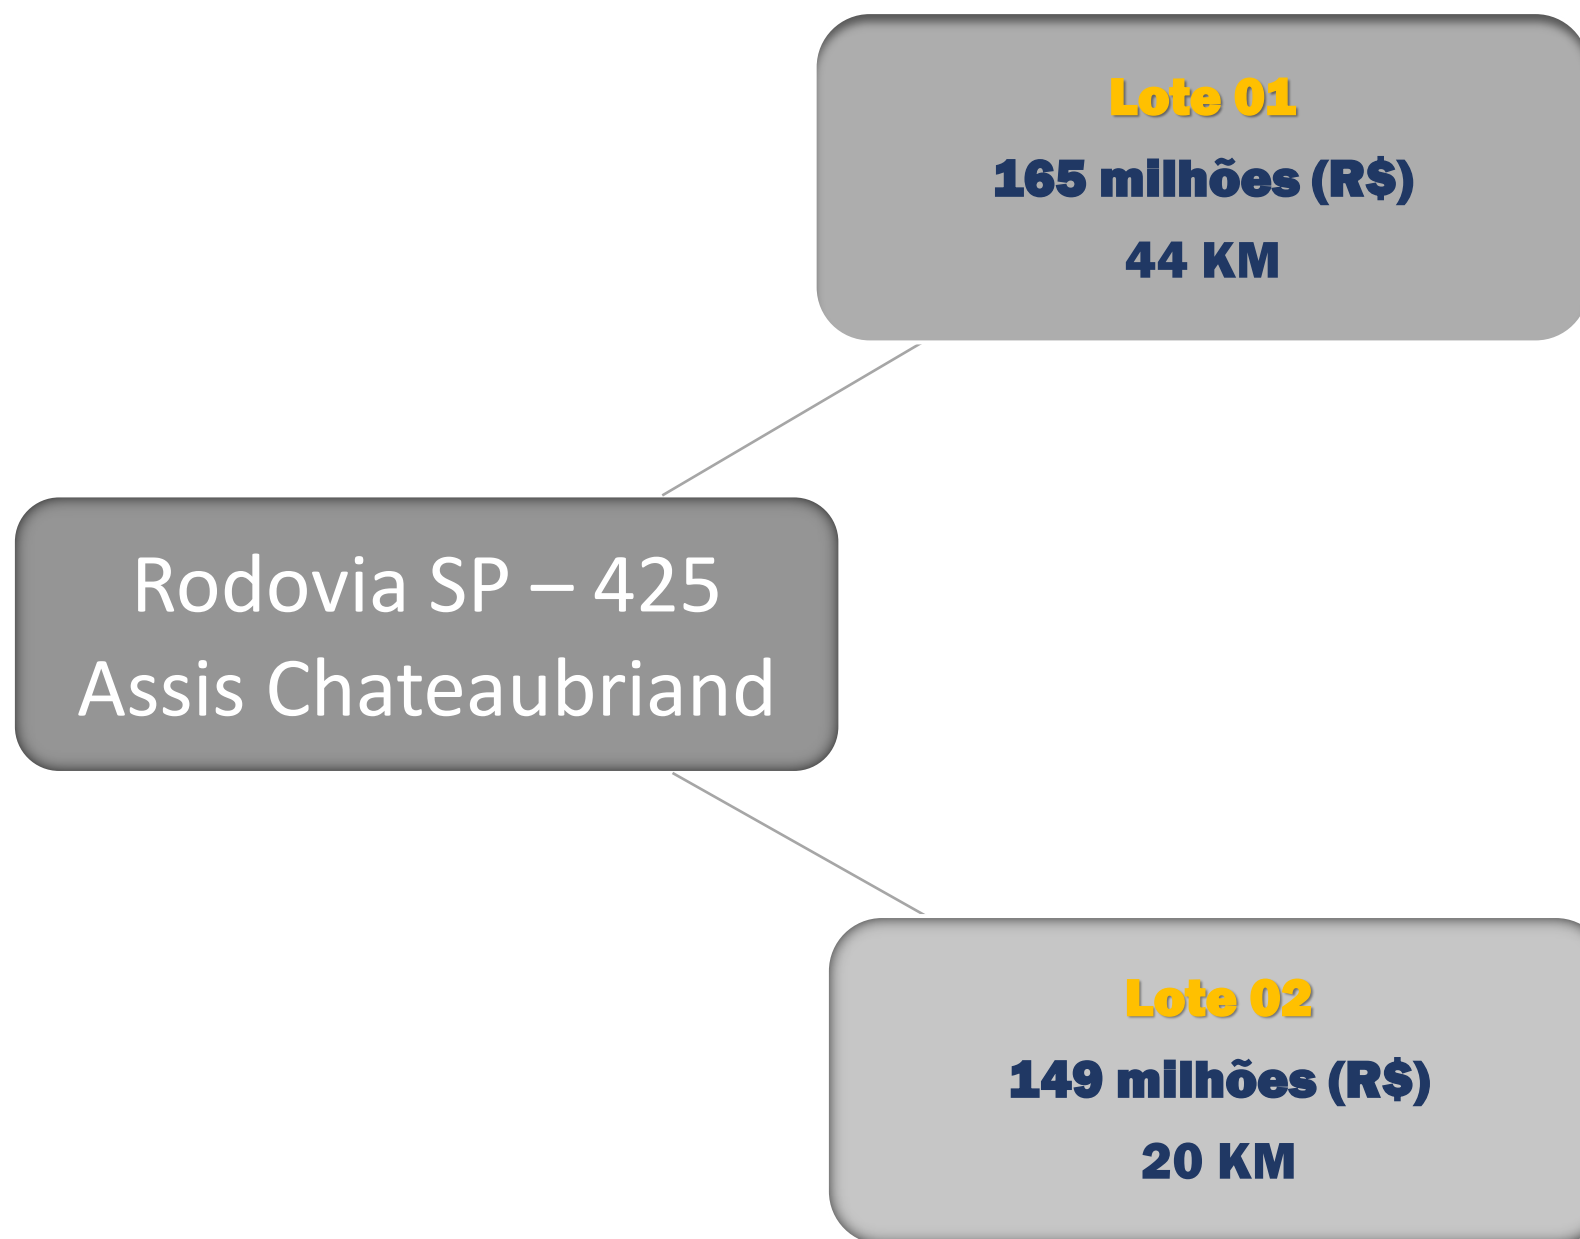 Lote 01
165 milhões (R$)
44 KM
Rodovia SP – 425
Assis Chateaubriand
Lote 02
149 milhões (R$)
20 KM